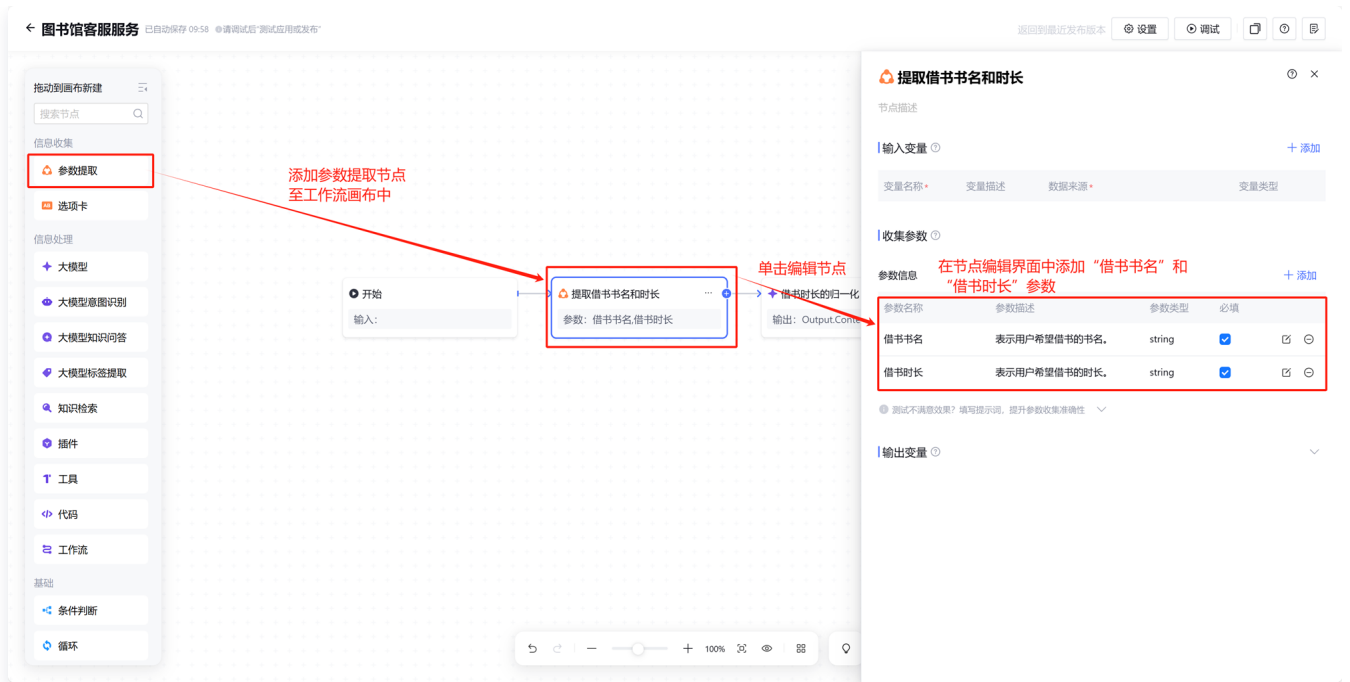 图书馆客服服务 已自动保存 09:58 请调试后"测试应用或发布"
返回到最近发布版本 设置 调试
拖动到画布新建
搜索节点
信息收集
参数提取
选项卡
信息处理
大模型
大模型意图识别
大模型知识问答
大模型标签提取
知识检索
插件
工具
代码
工作流
基础
条件判断
循环
添加参数提取节点
至工作流画布中
开始
输入：
提取借书书名和时长
参数：借书书名,借书时长
单击编辑节点
借书时长的归一化
输出：Output.Conte
100%
提取借书书名和时长
节点描述
输入变量
添加
变量名称* 变量描述 数据来源* 变量类型
收集参数
在节点编辑界面中添加“借书书名”和
“借书时长”参数
参数信息
添加
参数名称 参数描述 参数类型 必填
借书书名 表示用户希望借书的书名。 string
借书时长 表示用户希望借书的时长。 string
测试不满意效果？填写提示词，提升参数收集准确性
输出变量